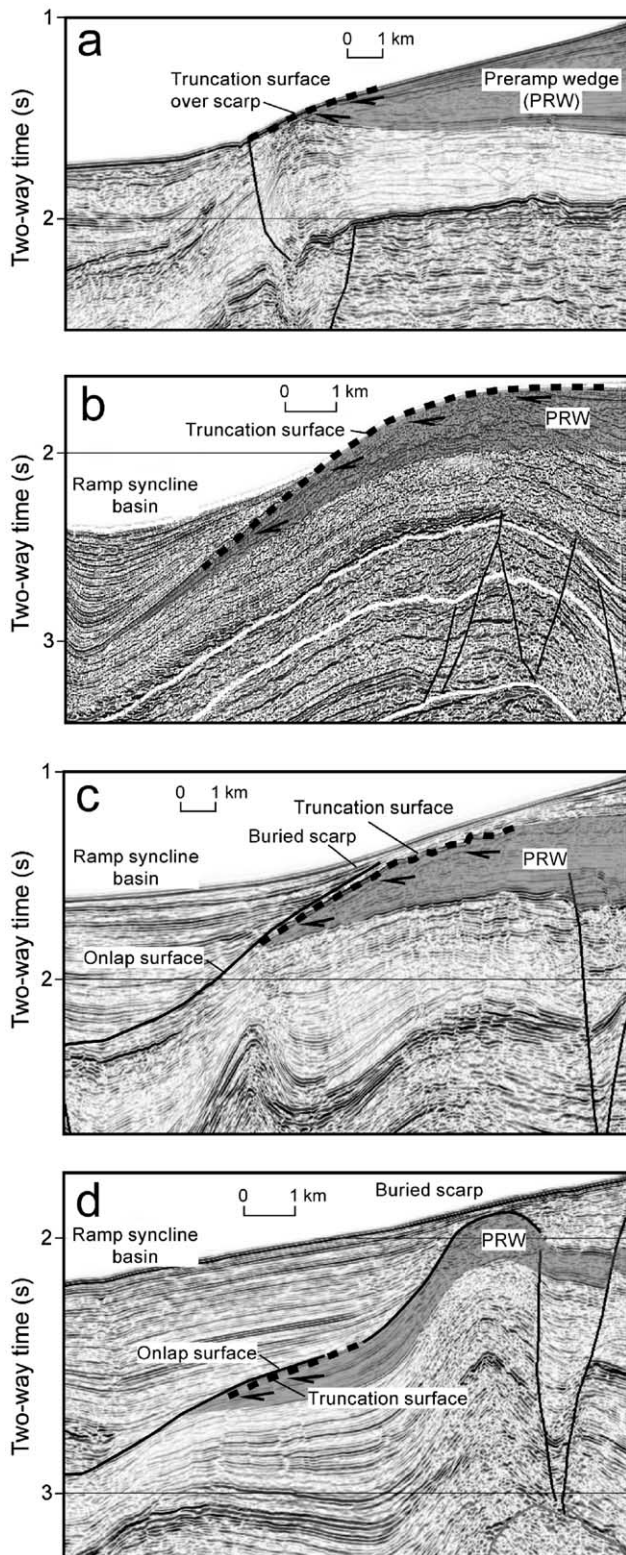 a
0 1 km
Truncation surface
over scarp
Preramp wedge
(PRW)
1
2
Two-way time (s)
b
0 1 km
Truncation surface
PRW
Ramp syncline
basin
2
3
Two-way time (s)
c
0 1 km
Truncation surface
Buried scarp
Ramp syncline
basin
PRW
Onlap surface
1
2
Two-way time (s)
d
0 1 km
Buried scarp
Ramp syncline
basin
PRW
Onlap surface
Truncation surface
2
3
Two-way time (s)